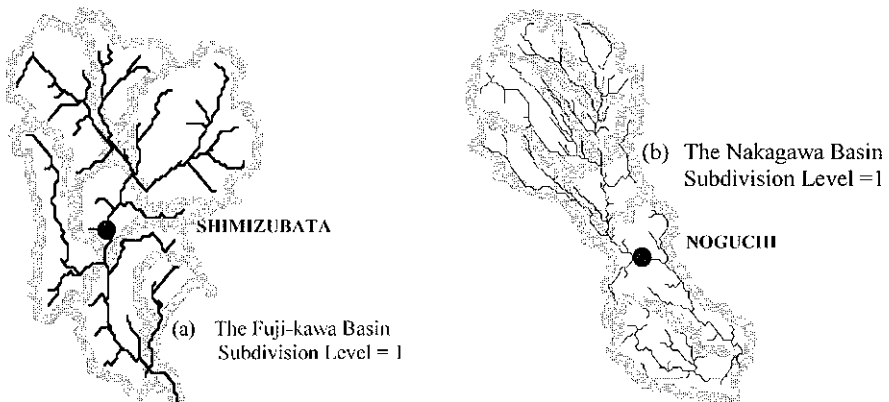 SHIMIZUBATA
(a) The Fuji-kawa Basin
Subdivision Level = 1
(b) The Nakagawa Basin
Subdivision Level =1
NOGUCHI